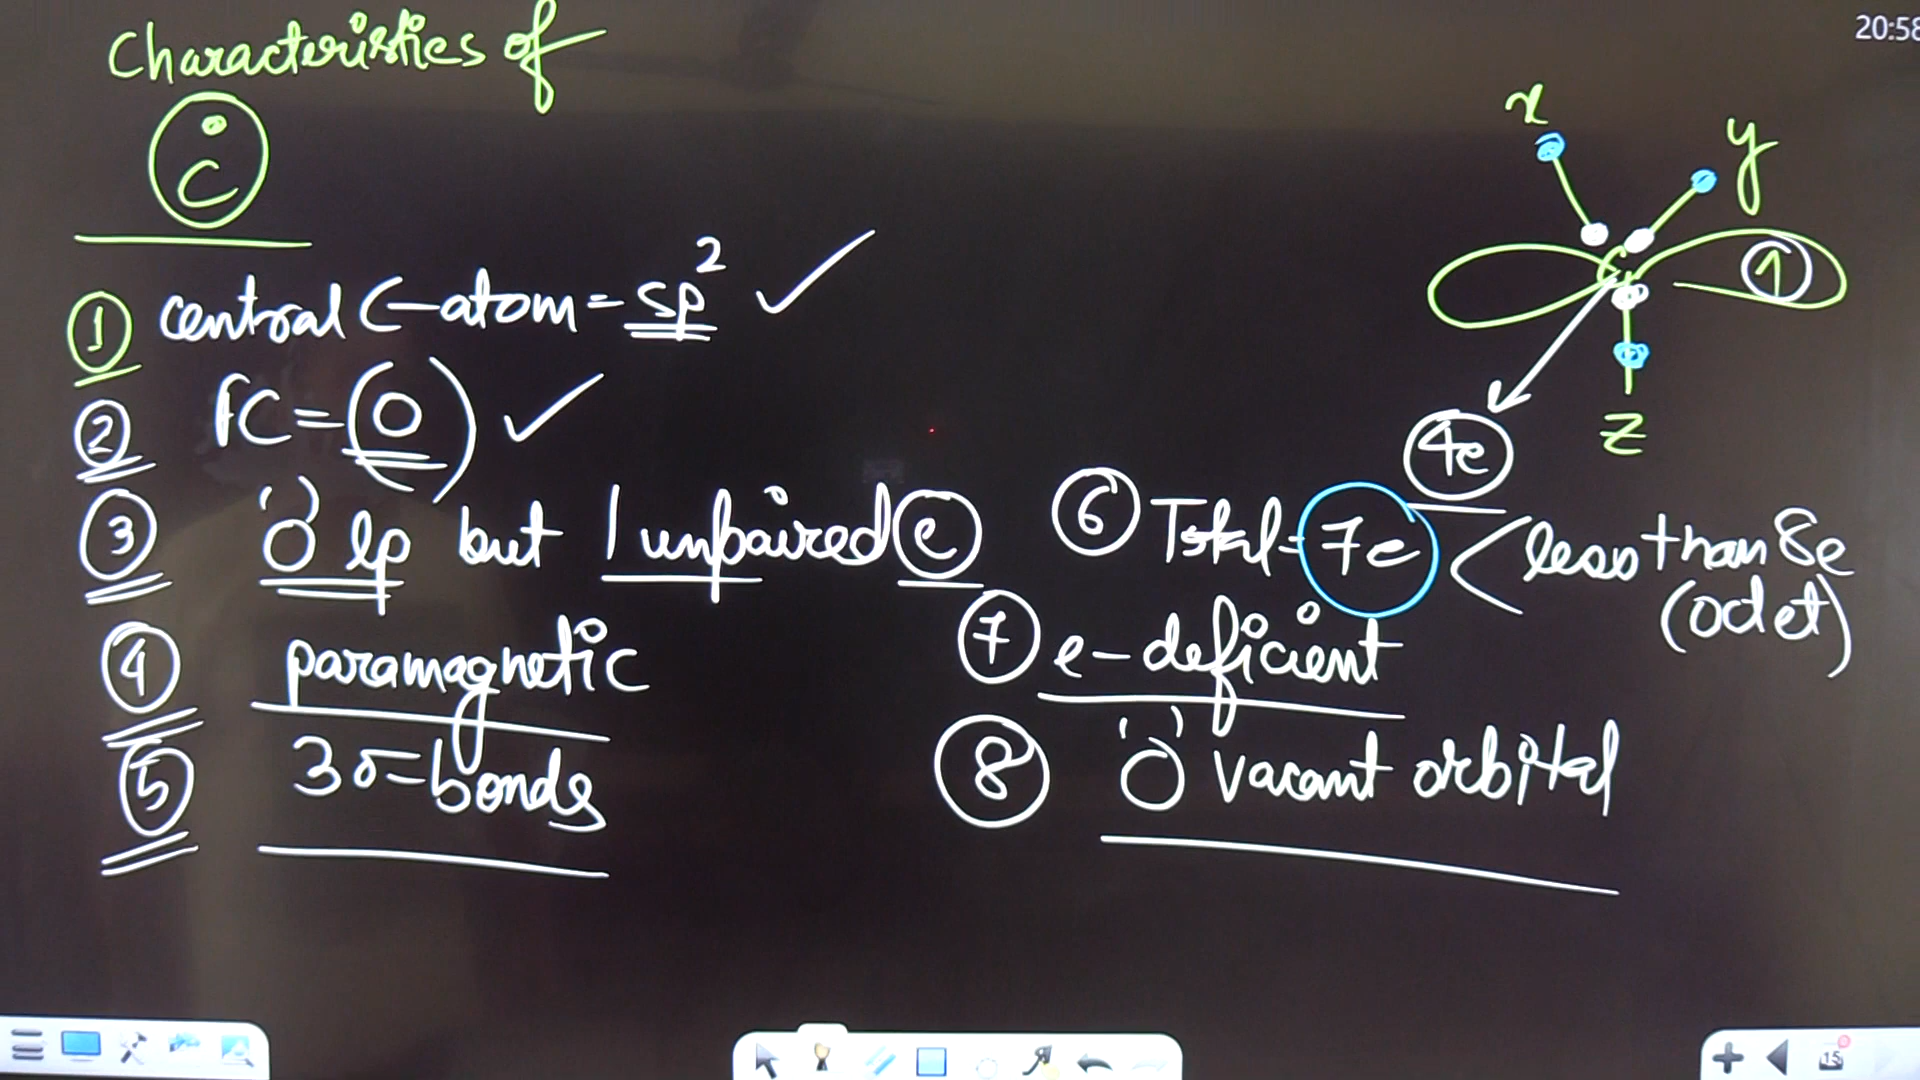 Characteristics of
Ċ
① central C-atom = sp²
② FC = (0)
③ '0' lp but 1 unpaired e
④ paramagnetic
⑤ 3σ-bonds
⑥ Total = 7e < less than 8e
(octet)
⑦ e-deficient
⑧ '0' vacant orbital
x
y
C
1
z
4e
20:58
15